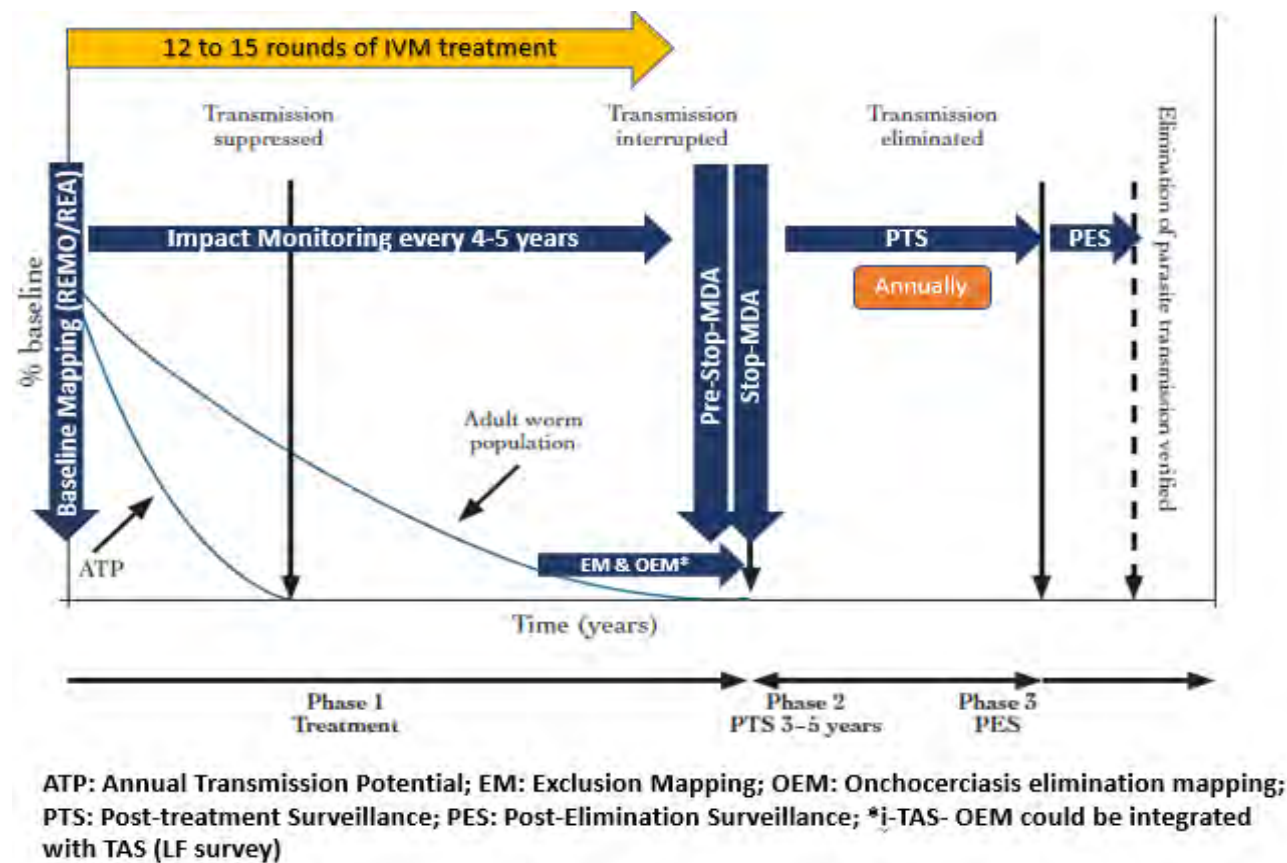 12 to 15 rounds of IVM treatment
Transmission
suppressed
Transmission
interrupted
Transmission
eliminated
Elimination of parasite transmission verified
% baseline
Baseline Mapping (REMO/REA)
Impact Monitoring every 4-5 years
Pre-Stop-MDA
Stop-MDA
PTS
PES
Annually
Adult worm
population
ATP
EM & OEM*
Time (years)
Phase 1
Treatment
Phase 2
PTS 3–5 years
Phase 3
PES
ATP: Annual Transmission Potential; EM: Exclusion Mapping; OEM: Onchocerciasis elimination mapping;
PTS: Post-treatment Surveillance; PES: Post-Elimination Surveillance; *i-TAS- OEM could be integrated
with TAS (LF survey)